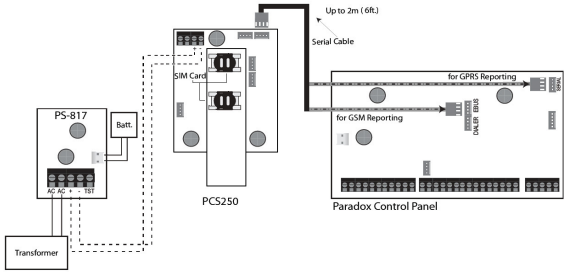 Up to 2m ( 6ft.)
Serial Cable
SIM Card
for GPRS Reporting
SERIAL
for GSM Reporting
EBUS
DIALER
PS-817
Batt.
AC AC + - TST
PCS250
Paradox Control Panel
Transformer